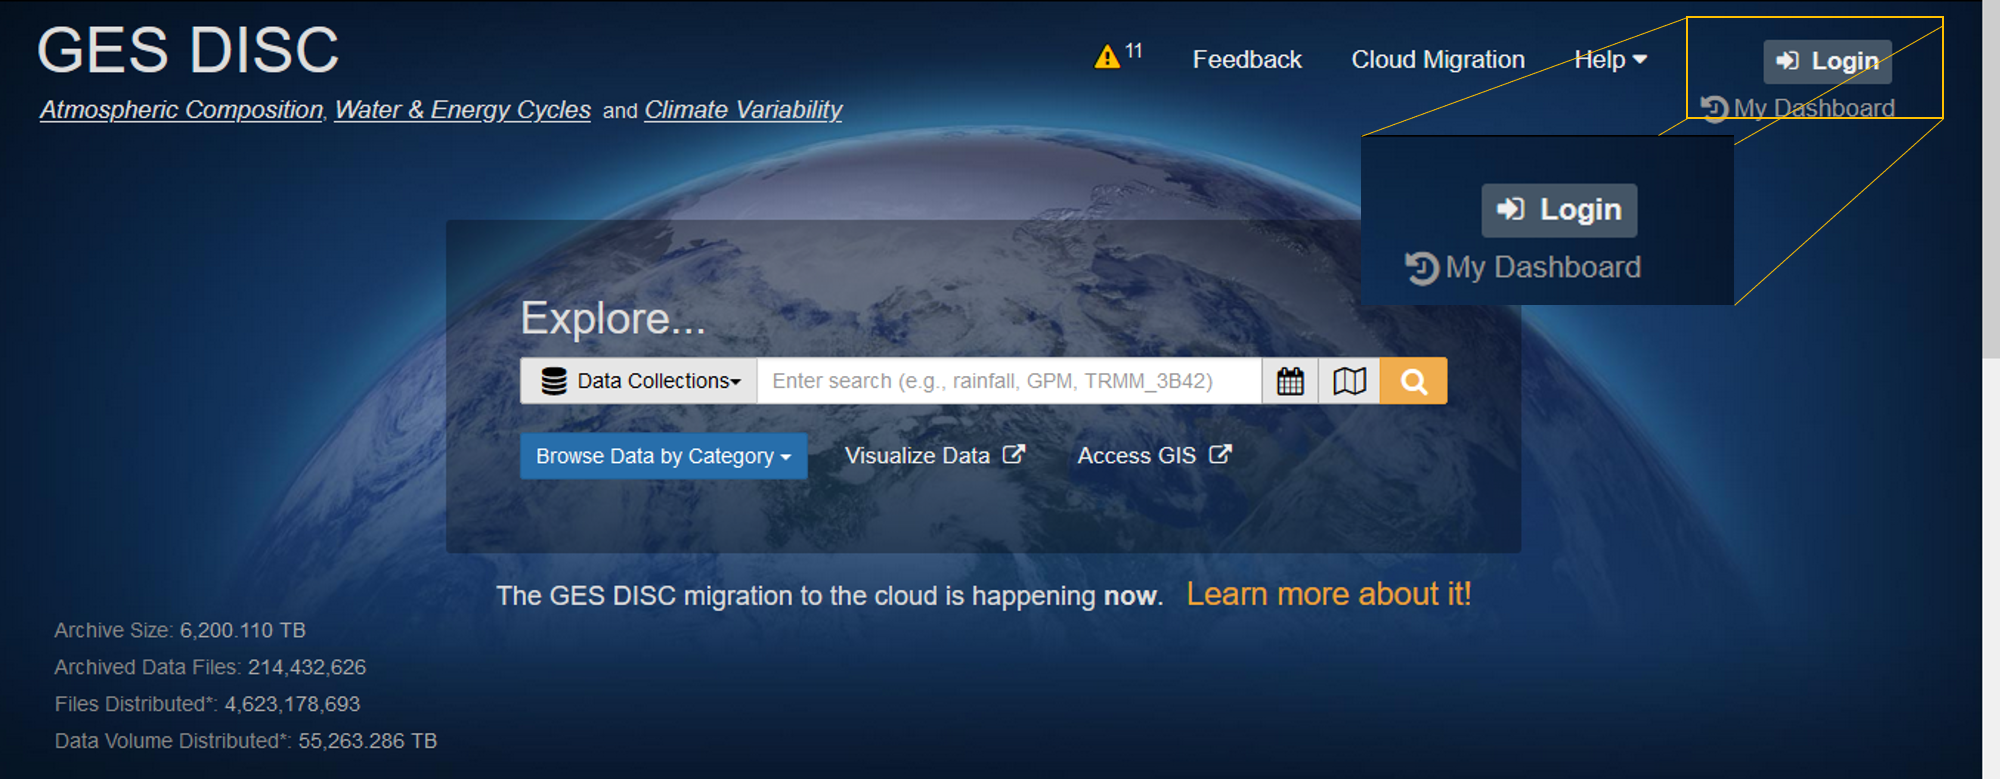 GES DISC
11
Feedback
Cloud Migration
Help
Login
My Dashboard
Atmospheric Composition, Water & Energy Cycles and Climate Variability
Login
My Dashboard
Explore...
Data Collections
Enter search (e.g., rainfall, GPM, TRMM_3B42)
Browse Data by Category
Visualize Data
Access GIS
The GES DISC migration to the cloud is happening now. Learn more about it!
Archive Size: 6,200.110 TB
Archived Data Files: 214,432,626
Files Distributed*: 4,623,178,693
Data Volume Distributed*: 55,263.286 TB